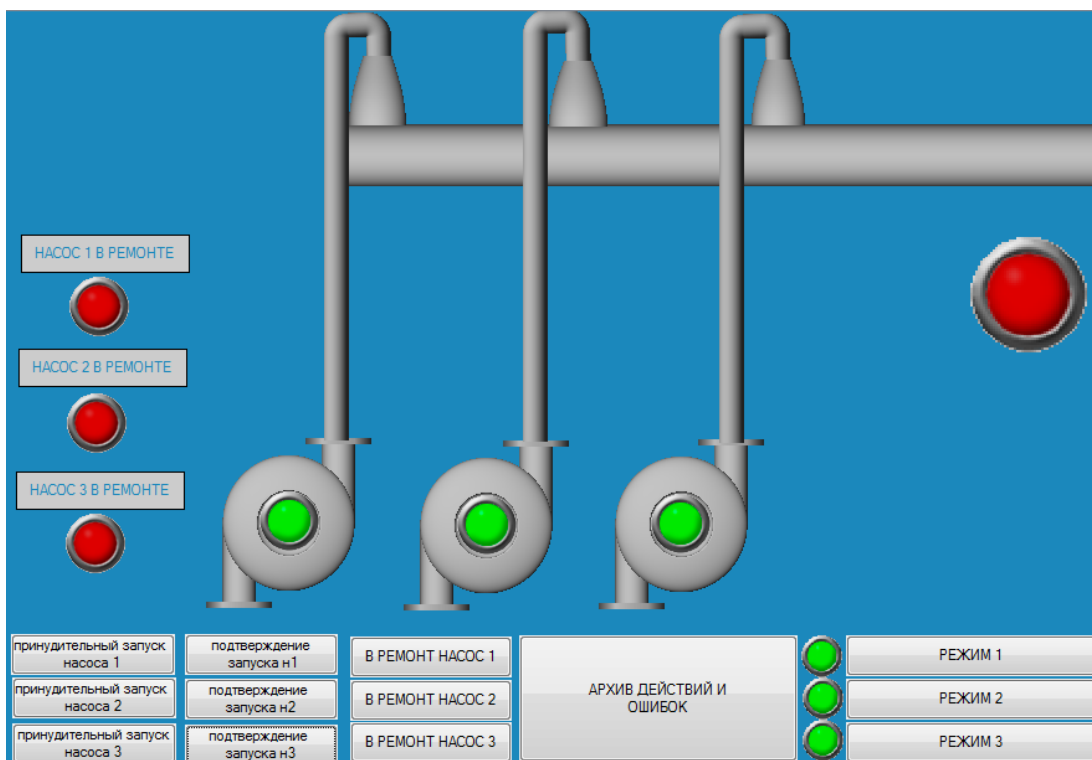 НАСОС 1 В РЕМОНТЕ
НАСОС 2 В РЕМОНТЕ
НАСОС 3 В РЕМОНТЕ
принудительный запуск
насоса 1
подтверждение
запуска н1
В РЕМОНТ НАСОС 1
АРХИВ ДЕЙСТВИЙ И
ОШИБОК
РЕЖИМ 1
принудительный запуск
насоса 2
подтверждение
запуска н2
В РЕМОНТ НАСОС 2
РЕЖИМ 2
принудительный запуск
насоса 3
подтверждение
запуска н3
В РЕМОНТ НАСОС 3
РЕЖИМ 3